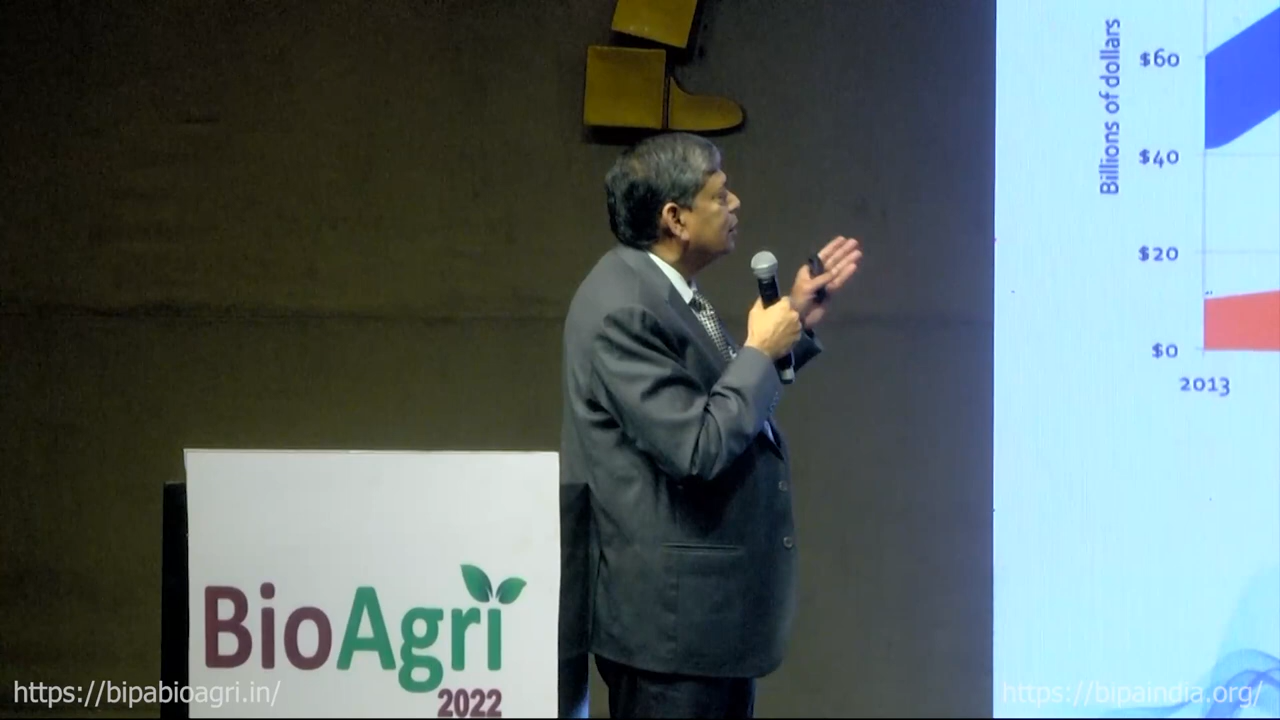 Billions of dollars
$60
$40
$20
$0
2013
BioAgri
2022
https://bipabioagri.in/
https://bipaindia.org/